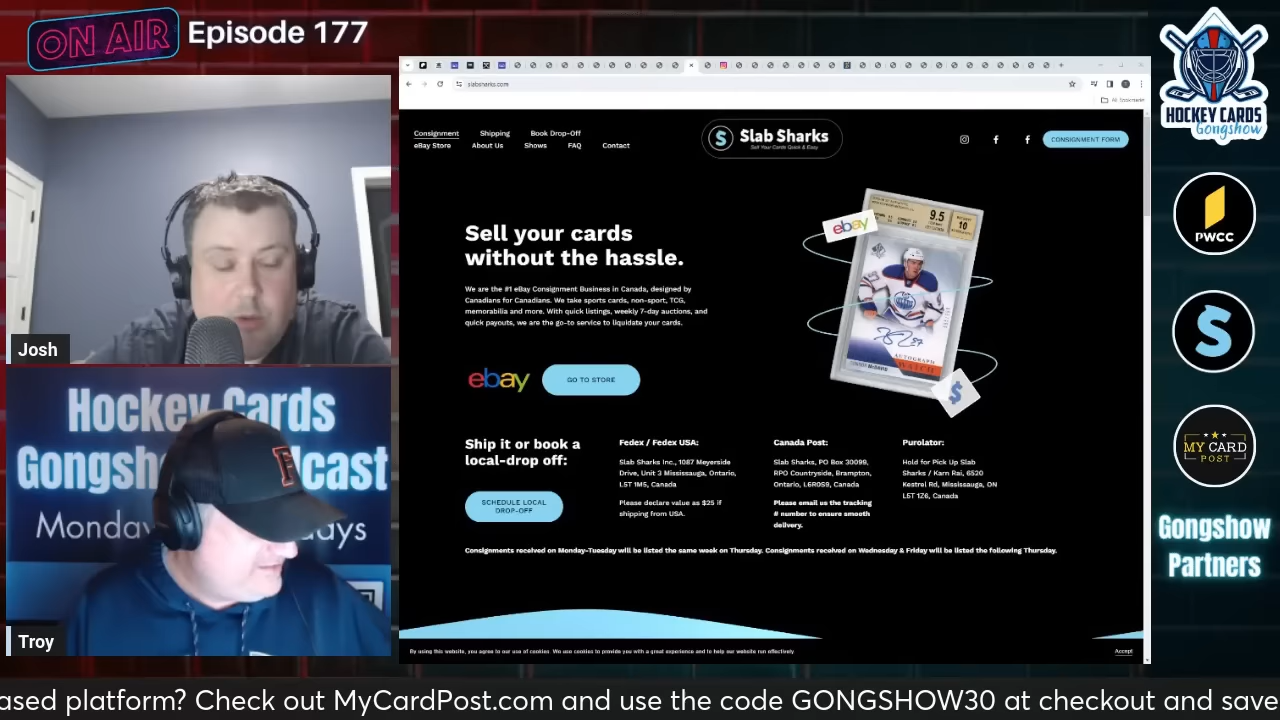 ON AIR
Episode 177
slabsharks.com
All Bookmarks
Consignment
Shipping
Book Drop-Off
eBay Store
About Us
Shows
FAQ
Contact
S
Slab Sharks
Sell Your Cards Quick & Easy
CONSIGNMENT FORM
Sell your cards
without the hassle.
We are the #1 eBay Consignment Business in Canada, designed by
Canadians for Canadians. We take sports cards, non-sport, TCG,
memorabilia and more. With quick listings, weekly 7-day auctions, and
quick payouts, we are the go-to service to liquidate your cards.
ebay
GO TO STORE
ebay
9.5
10
AUTOGRAPH
$
Ship it or book a
local-drop off:
SCHEDULE LOCAL
DROP-OFF
Fedex / Fedex USA:
Slab Sharks Inc., 1087 Meyerside
Drive, Unit 3 Mississauga, Ontario,
L5T 1M5, Canada
Please declare value as $25 if
shipping from USA.
Canada Post:
Slab Sharks, PO Box 30099,
RPO Countryside, Brampton,
Ontario, L6R0S9, Canada
Please email us the tracking
# number to ensure smooth
delivery.
Purolator:
Hold for Pick Up Slab
Sharks / Karn Rai, 6520
Kestrel Rd, Mississauga, ON
L5T 1Z6, Canada
Consignments received on Monday-Tuesday will be listed the same week on Thursday. Consignments received on Wednesday & Friday will be listed the following Thursday.
By using this website, you agree to our use of cookies. We use cookies to provide you with a great experience and to help our website run effectively.
Accept
Josh
Hockey Cards
Gongsh dcast
Monday days
Troy
HOCKEY CARDS
Gongshow
PWCC
S
MY CARD
POST
Gongshow
Partners
ased platform? Check out MyCardPost.com and use the code GONGSHOW30 at checkout and save